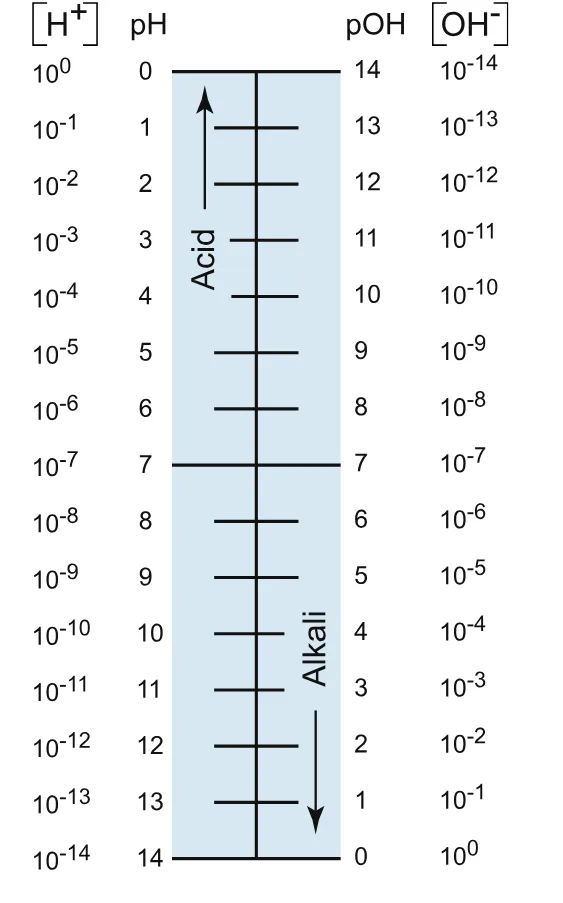 [H⁺] pH pOH [OH⁻]
10⁰ 0 14 10⁻¹⁴
10⁻¹ 1 13 10⁻¹³
10⁻² 2 12 10⁻¹²
10⁻³ 3 11 10⁻¹¹
10⁻⁴ 4 10 10⁻¹⁰
10⁻⁵ 5 9 10⁻⁹
10⁻⁶ 6 8 10⁻⁸
10⁻⁷ 7 7 10⁻⁷
10⁻⁸ 8 6 10⁻⁶
10⁻⁹ 9 5 10⁻⁵
10⁻¹⁰ 10 4 10⁻⁴
10⁻¹¹ 11 3 10⁻³
10⁻¹² 12 2 10⁻²
10⁻¹³ 13 1 10⁻¹
10⁻¹⁴ 14 0 10⁰
Acid
Alkali